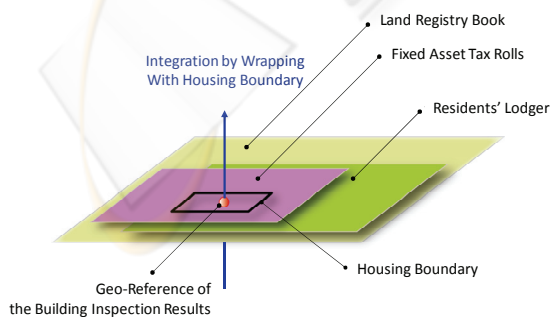 Land Registry Book
Integration by Wrapping
With Housing Boundary
Fixed Asset Tax Rolls
Residents' Lodger
Housing Boundary
Geo-Reference of
the Building Inspection Results